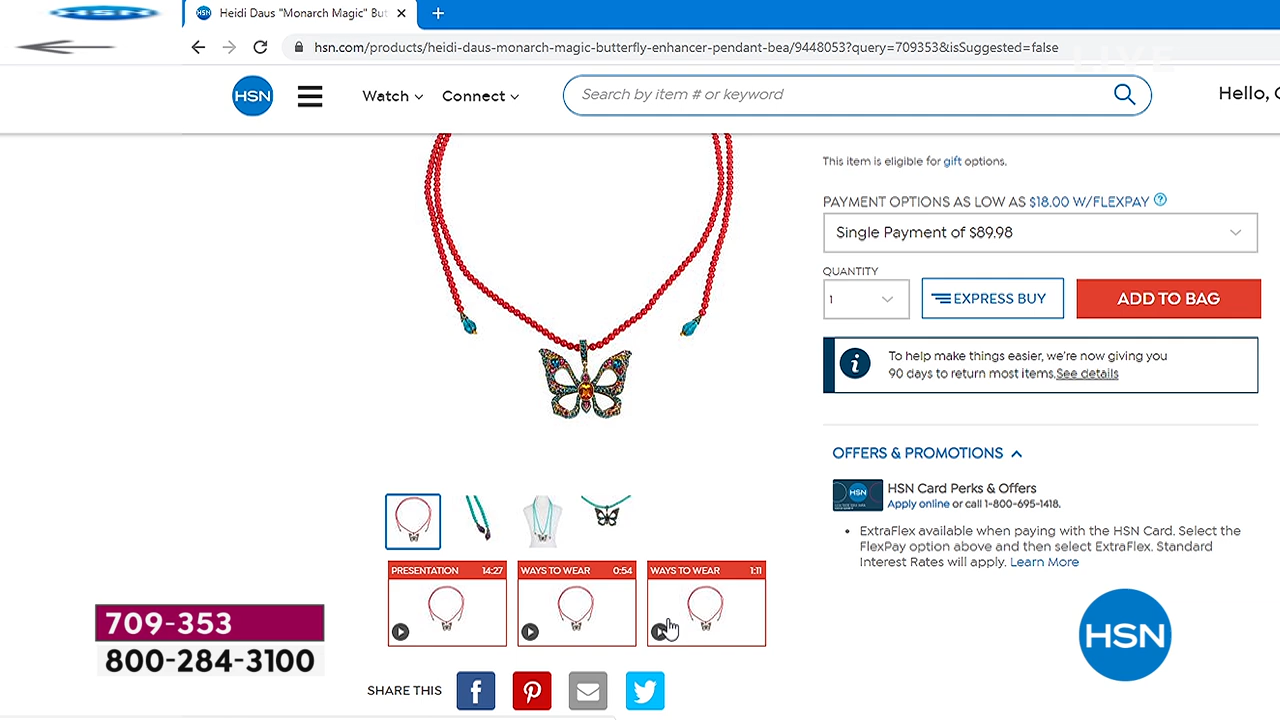 HSN
HSN Heidi Daus "Monarch Magic" But
hsn.com/products/heidi-daus-monarch-magic-butterfly-enhancer-pendant-bea/9448053?query=709353&isSuggested=false
LIVE
HSN Watch Connect Search by item # or keyword Hello,
This item is eligible for gift options.
PAYMENT OPTIONS AS LOW AS $18.00 W/FLEXPAY ?
Single Payment of $89.98
QUANTITY
1 EXPRESS BUY ADD TO BAG
To help make things easier, we're now giving you
90 days to return most items.See details
OFFERS & PROMOTIONS
HSN HSN Card Perks & Offers
Apply online or call 1-800-695-1418.
• ExtraFlex available when paying with the HSN Card. Select the
FlexPay option above and then select ExtraFlex. Standard
Interest Rates will apply. Learn More
PRESENTATION 14:27 WAYS TO WEAR 0:54 WAYS TO WEAR 1:11
709-353
800-284-3100
HSN
SHARE THIS